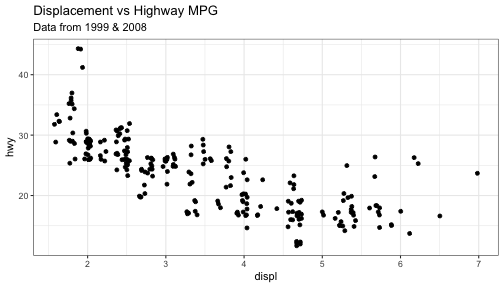 Displacement vs Highway MPG
Data from 1999 & 2008
hwy
40
30
20
2 3 4 5 6 7
displ